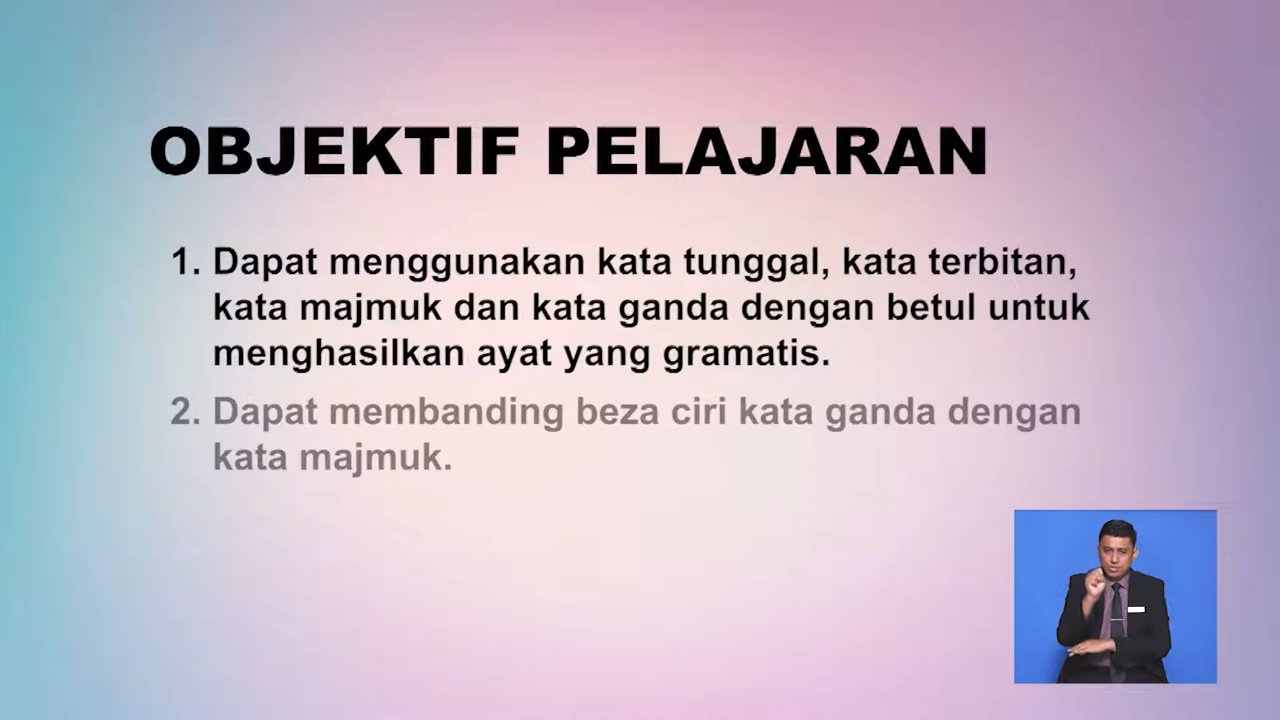 OBJEKTIF PELAJARAN
1. Dapat menggunakan kata tunggal, kata terbitan,
kata majmuk dan kata ganda dengan betul untuk
menghasilkan ayat yang gramatis.
2. Dapat membanding beza ciri kata ganda dengan
kata majmuk.